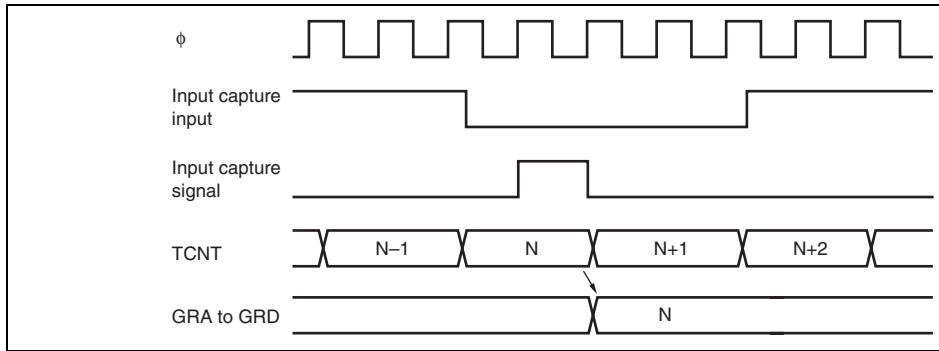 ϕ
Input capture
input
Input capture
signal
TCNT N–1 N N+1 N+2
GRA to GRD N